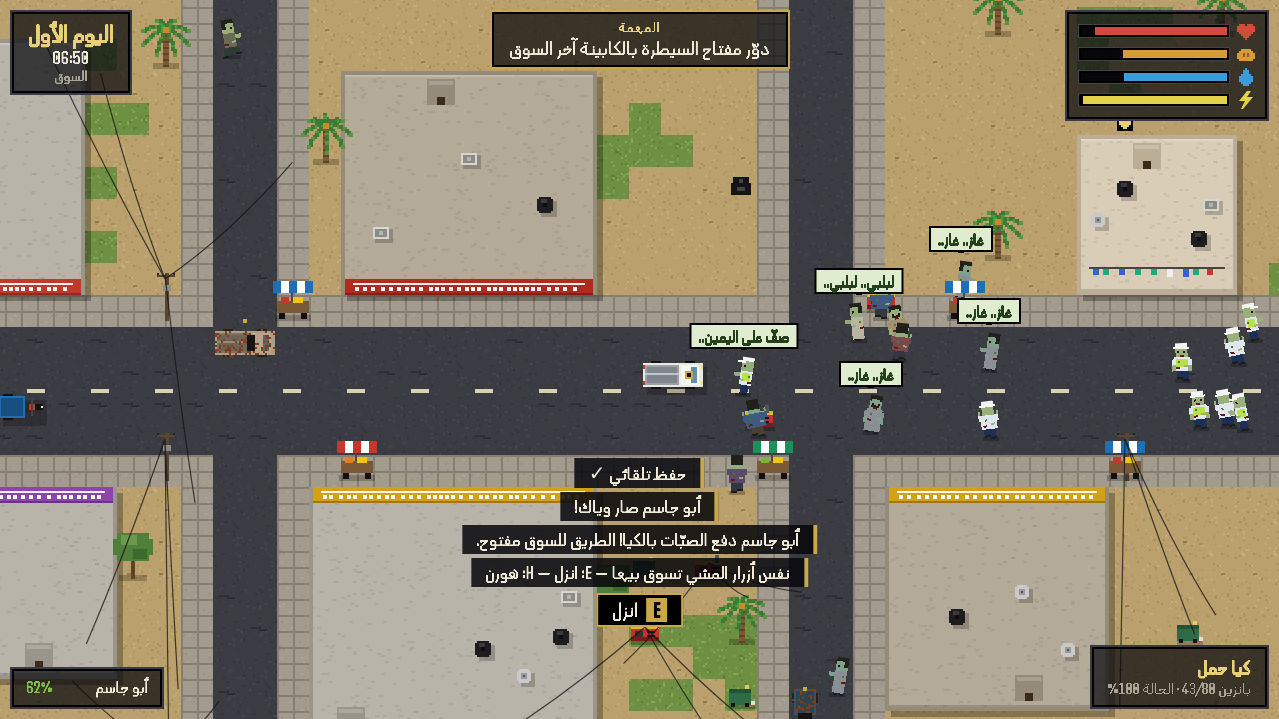 اليوم الأول
06:50
السوق
المهمة
دوّر مفتاح السيطرة بالكابينة آخر السوق
غاز.. غاز..
لبلبي.. لبلبي..
غاز.. غاز..
صفّ على اليمين..
غاز.. غاز..
حفظ تلقائي ✓
أبو جاسم صار وياك!
أبو جاسم دفع الصبّات بالكيا! الطريق للسوق مفتوح.
نفس أزرار المشي تسوق بيها — E: انزل — H: هورن
E انزل
أبو جاسم 62%
كيا حمل
بانزين 43/80 · الحالة 100%